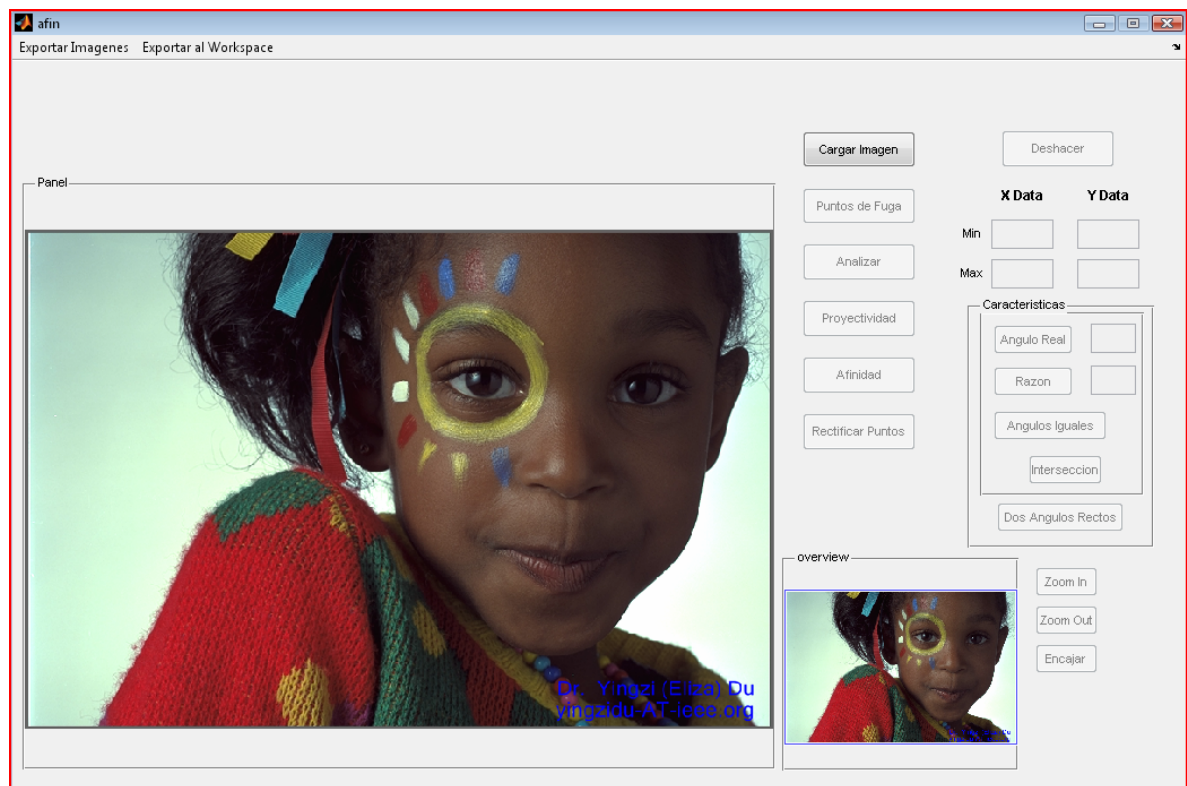 afin
Exportar Imagenes Exportar al Workspace
Panel
Cargar Imagen
Deshacer
Puntos de Fuga
X Data Y Data
Min
Analizar
Max
Caracteristicas
Proyectividad
Angulo Real
Afinidad
Razon
Rectificar Puntos
Angulos Iguales
Interseccion
Dos Angulos Rectos
overview
Zoom In
Zoom Out
Encajar
Dr. Yingzi (Eliza) Du
yingzidu-AT-ieee.org